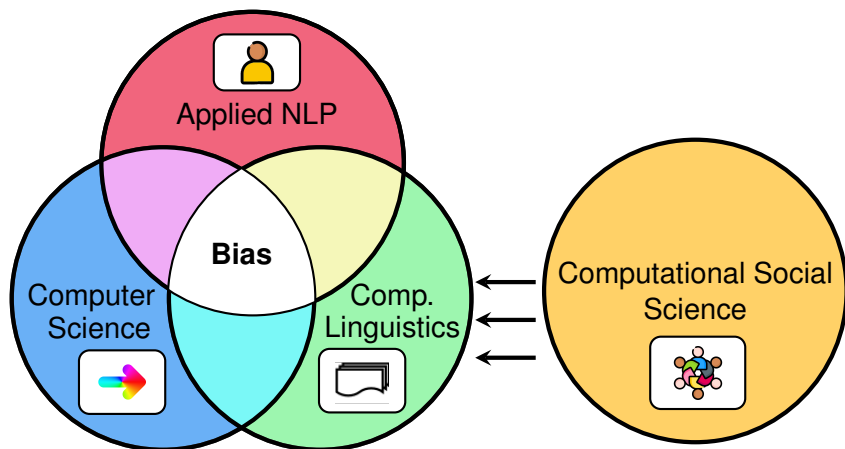 Applied NLP
Bias
Computer
Science
Comp.
Linguistics
Computational Social
Science